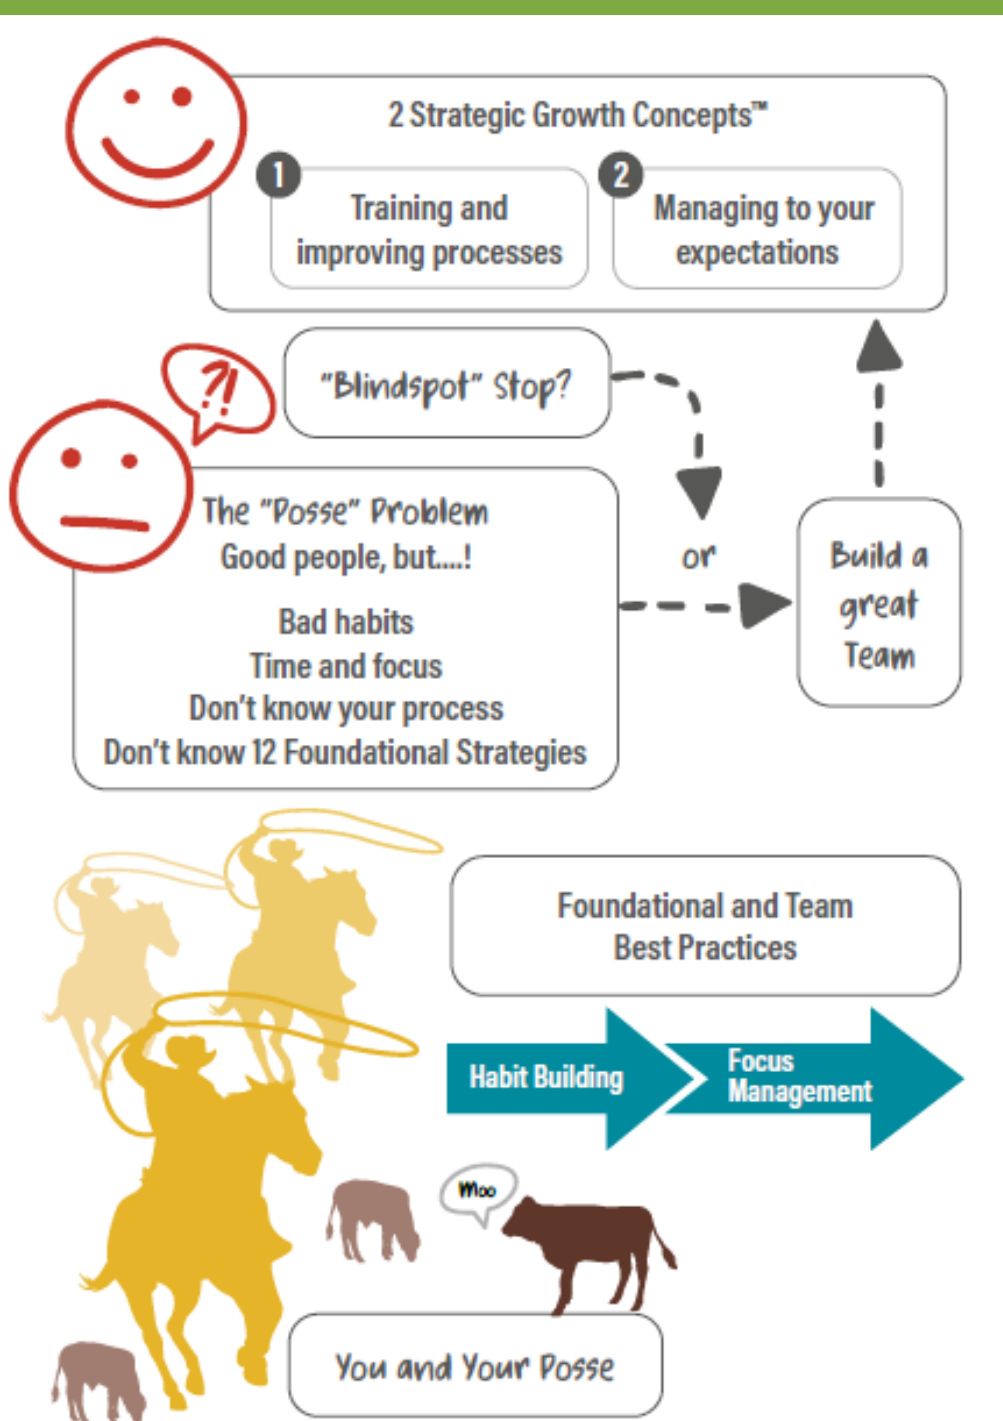 2 Strategic Growth Concepts™
1
Training and
improving processes
2
Managing to your
expectations
"Blindspot" Stop?
?!
The "Posse" Problem
Good people, but....!
Bad habits
Time and focus
Don't know your process
Don't know 12 Foundational Strategies
or
Build a
great
Team
Foundational and Team
Best Practices
Habit Building
Focus
Management
Moo
You and Your Posse